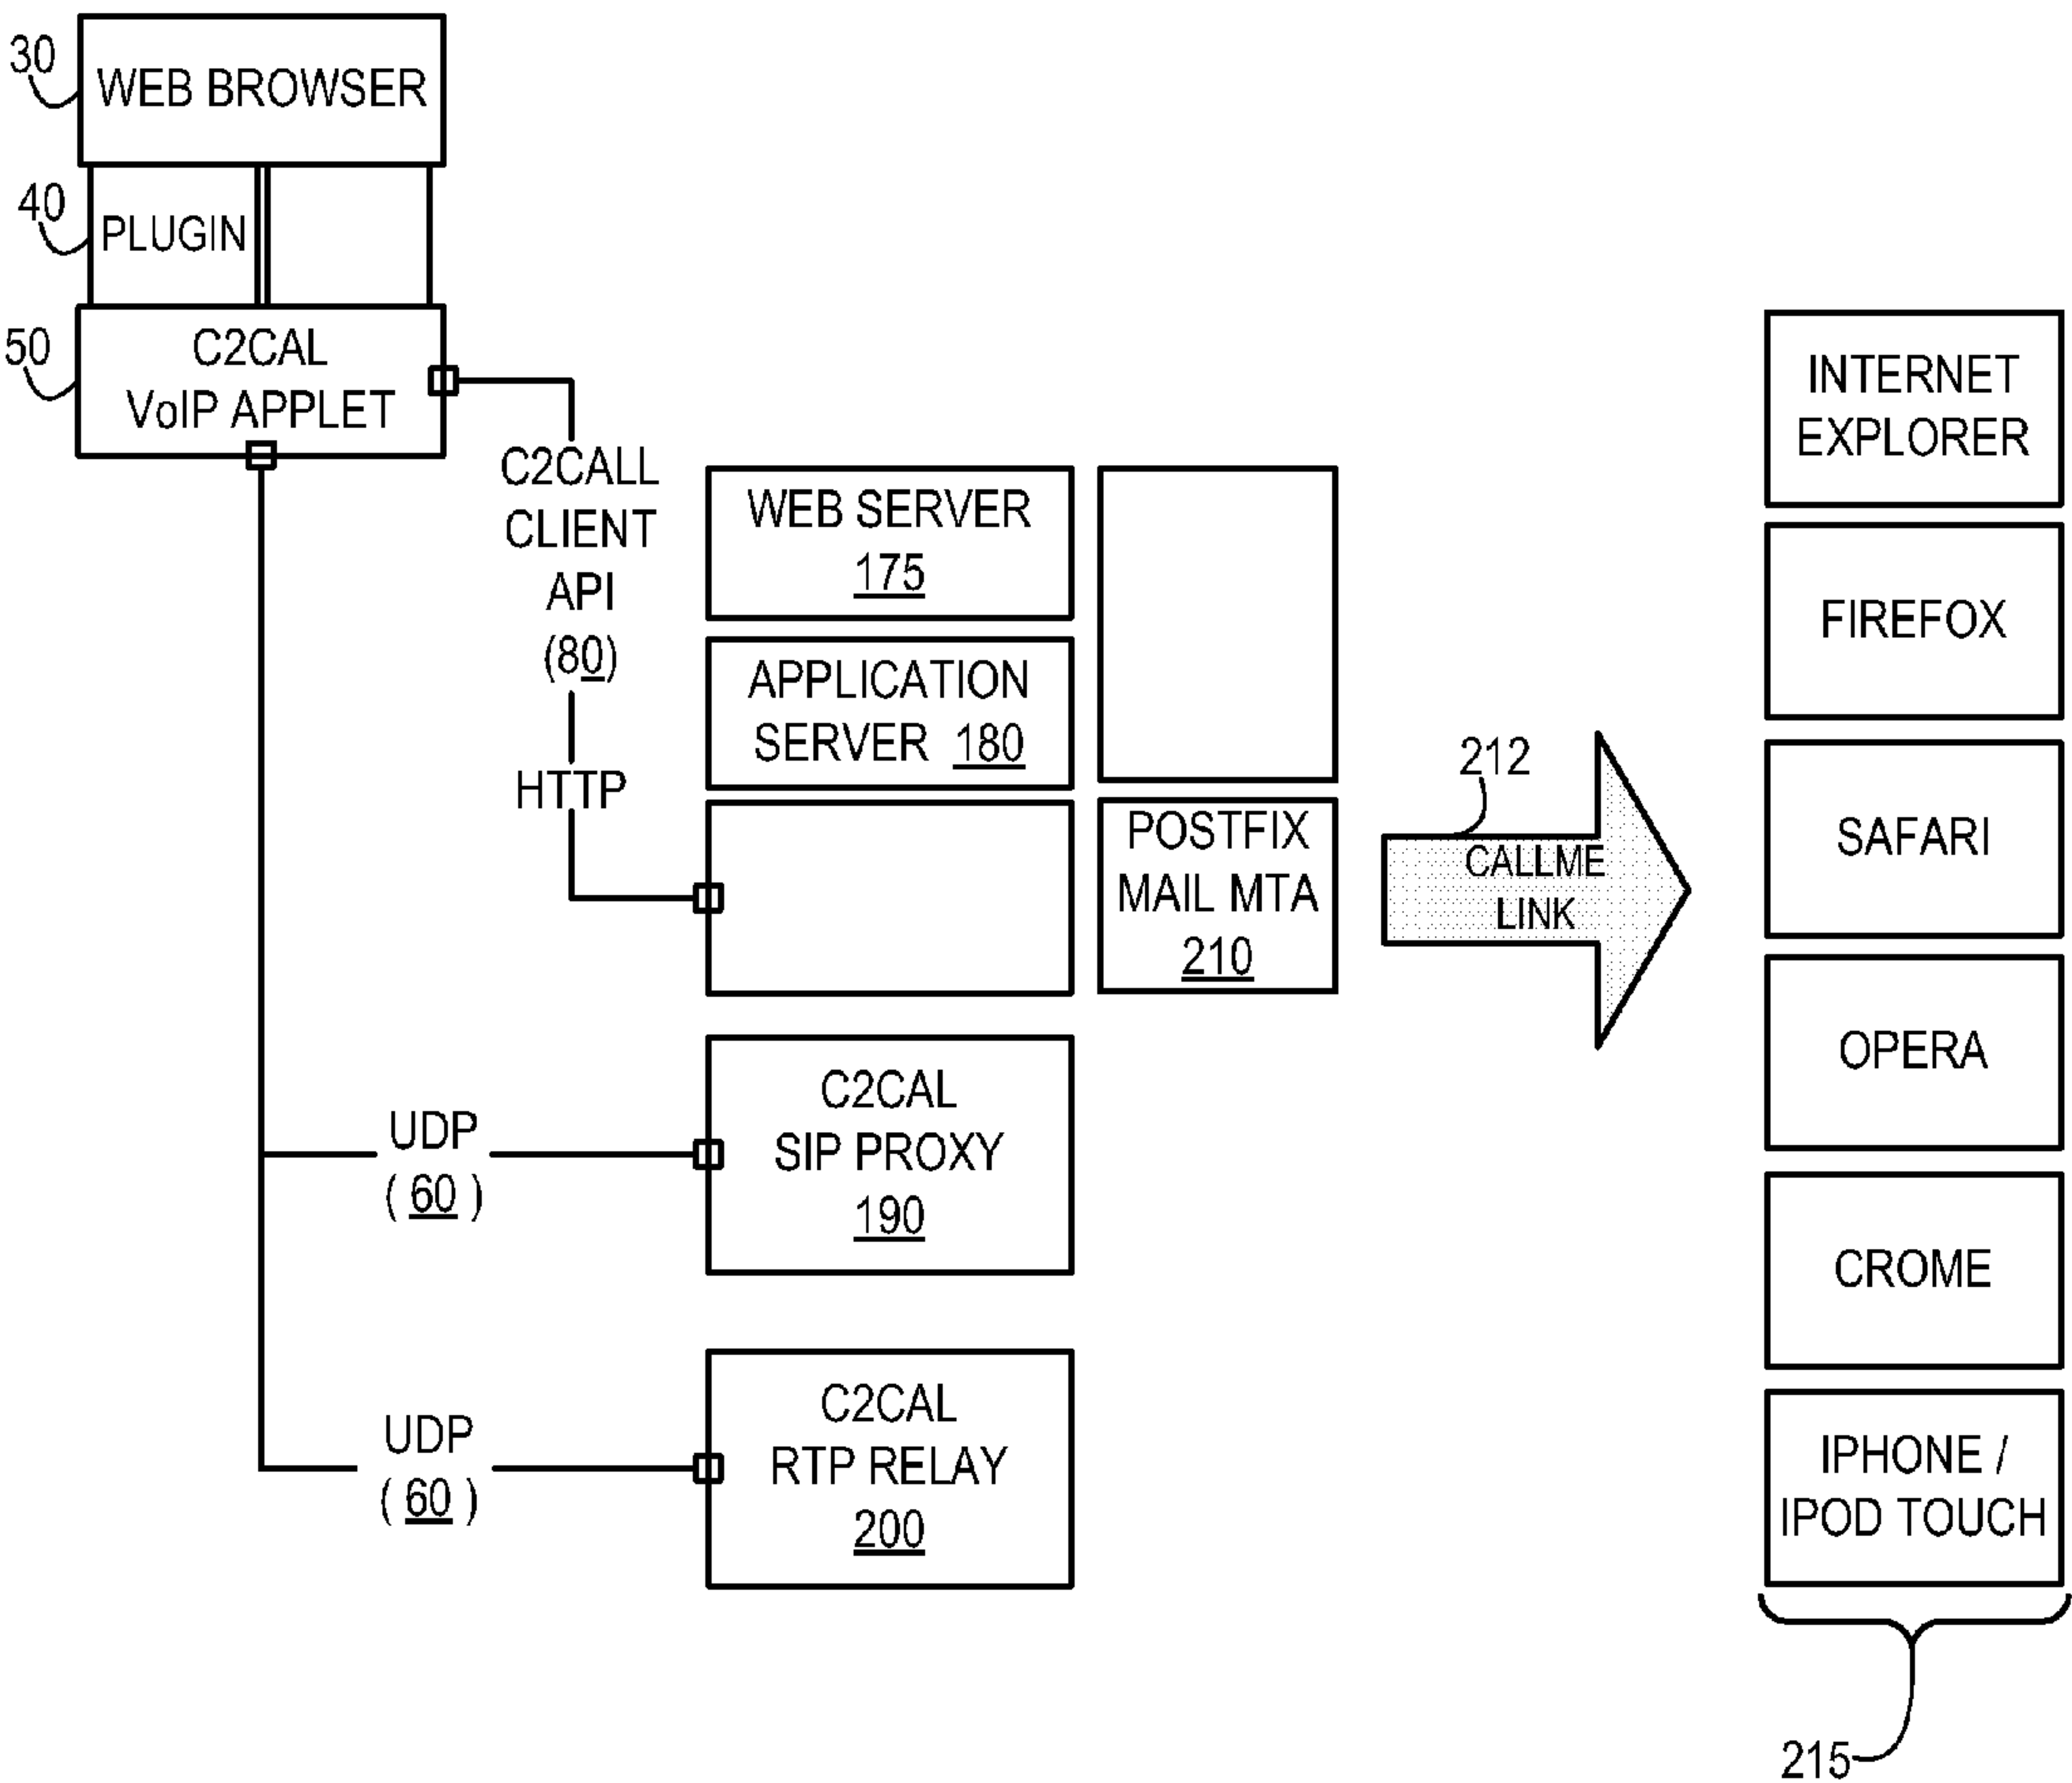 30
WEB BROWSER
40
PLUGIN
50
C2CAL
VoIP APPLET
C2CALL
CLIENT
API
(80)
HTTP
WEB SERVER
175
APPLICATION
SERVER 180
POSTFIX
MAIL MTA
210
212
CALLME
LINK
UDP
( 60 )
C2CAL
SIP PROXY
190
UDP
( 60 )
C2CAL
RTP RELAY
200
INTERNET
EXPLORER
FIREFOX
SAFARI
OPERA
CROME
IPHONE /
IPOD TOUCH
215